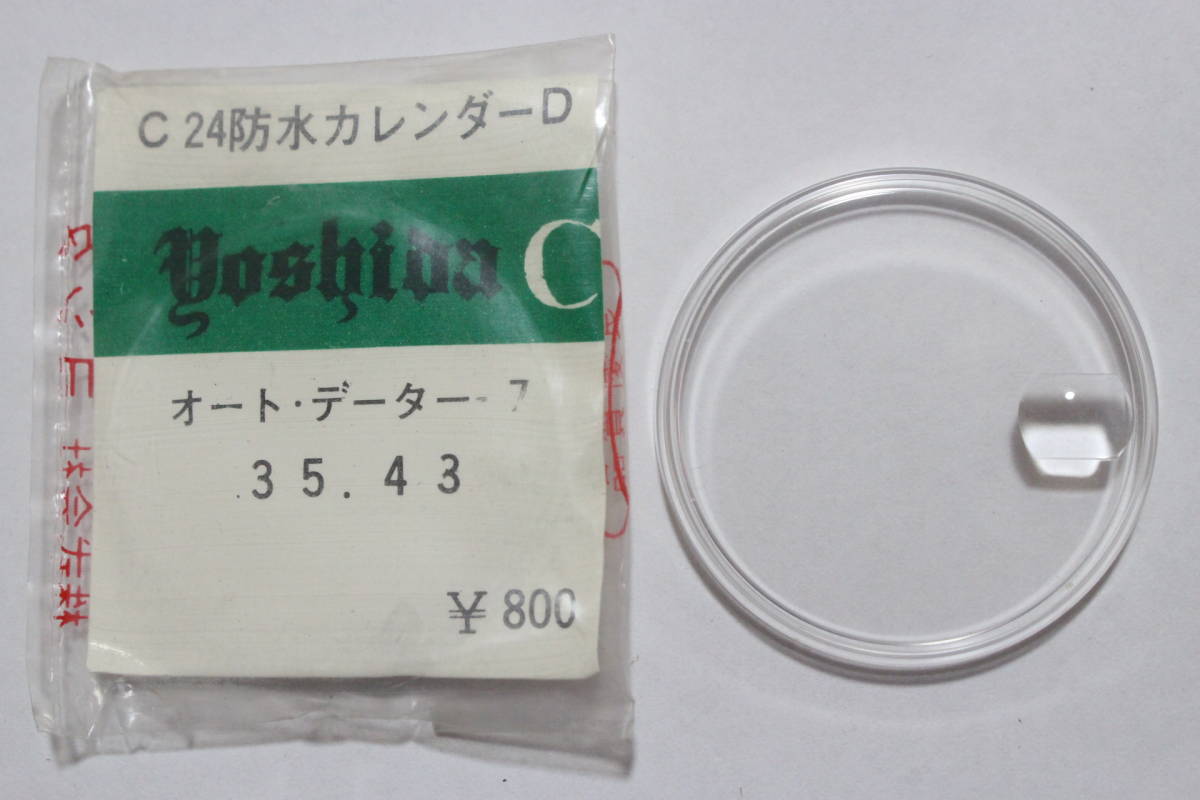 C 24防水カレンダーD
Yoshida C
オート・データー-7
35.43
¥800